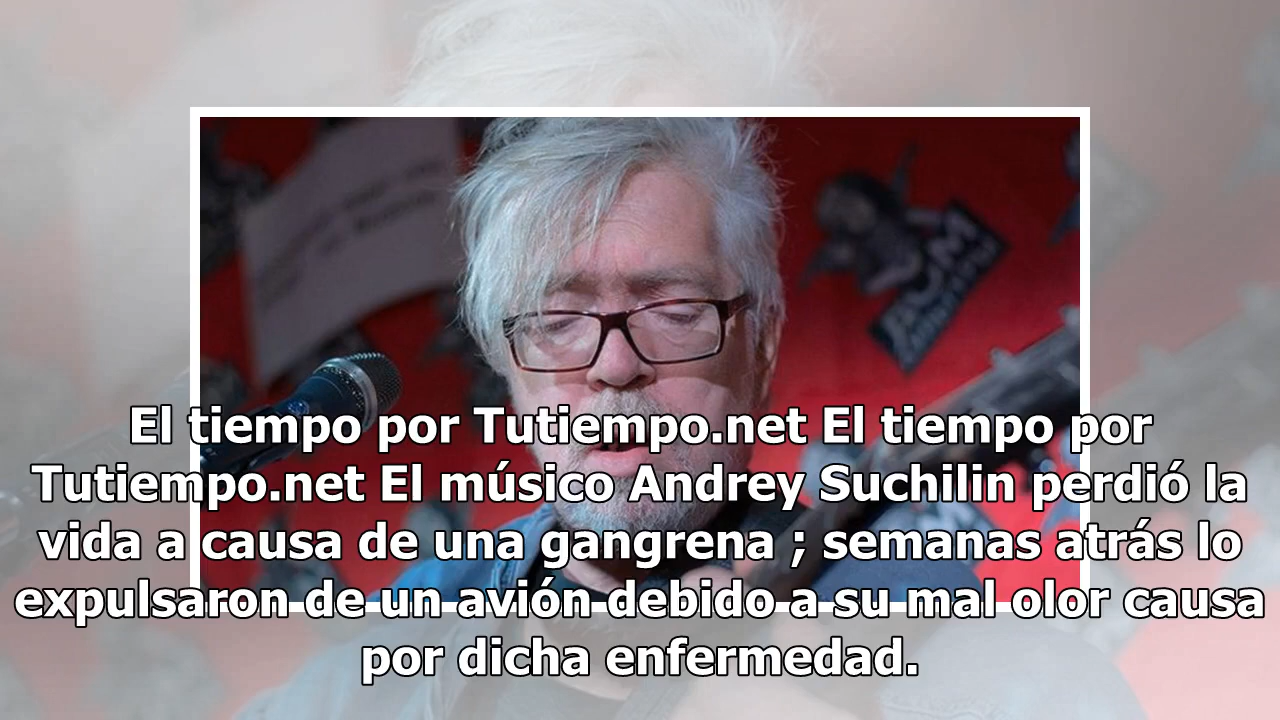 El tiempo por Tutiempo.net El tiempo por
Tutiempo.net El músico Andrey Suchilin perdió la
vida a causa de una gangrena ; semanas atrás lo
expulsaron de un avión debido a su mal olor causa
por dicha enfermedad.